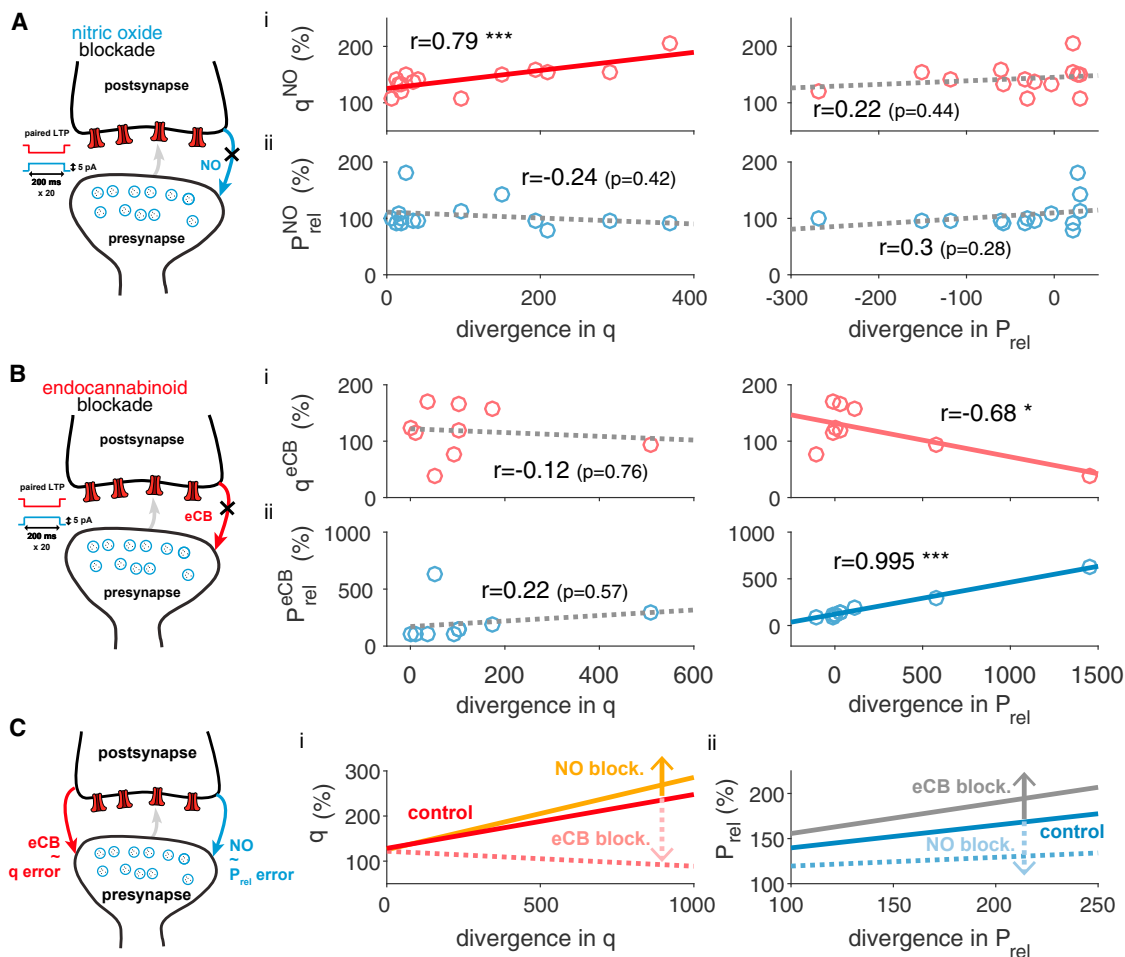 A
nitric oxide
blockade
postsynapse
paired LTP
5 pA
200 ms
x 20
NO
presynapse
i
q^NO (%)
200
100
r=0.79 ***
r=0.22 (p=0.44)
ii
P_rel^NO (%)
200
100
0
r=-0.24 (p=0.42)
r=0.3 (p=0.28)
0 200 400
divergence in q
-300 -200 -100 0
divergence in P_rel
B
endocannabinoid
blockade
postsynapse
paired LTP
5 pA
200 ms
x 20
eCB
presynapse
i
q^eCB (%)
200
100
0
r=-0.12 (p=0.76)
200
100
0
r=-0.68 *
ii
P_rel^eCB (%)
1000
500
0
r=0.22 (p=0.57)
1000
500
0
r=0.995 ***
0 200 400 600
divergence in q
0 500 1000 1500
divergence in P_rel
C
postsynapse
eCB
~
q error
NO
~
P_rel error
presynapse
i
q (%)
300
200
100
NO block.
control
eCB block.
0 500 1000
divergence in q
ii
P_rel (%)
200
150
100
eCB block.
control
NO block.
100 150 200 250
divergence in P_rel